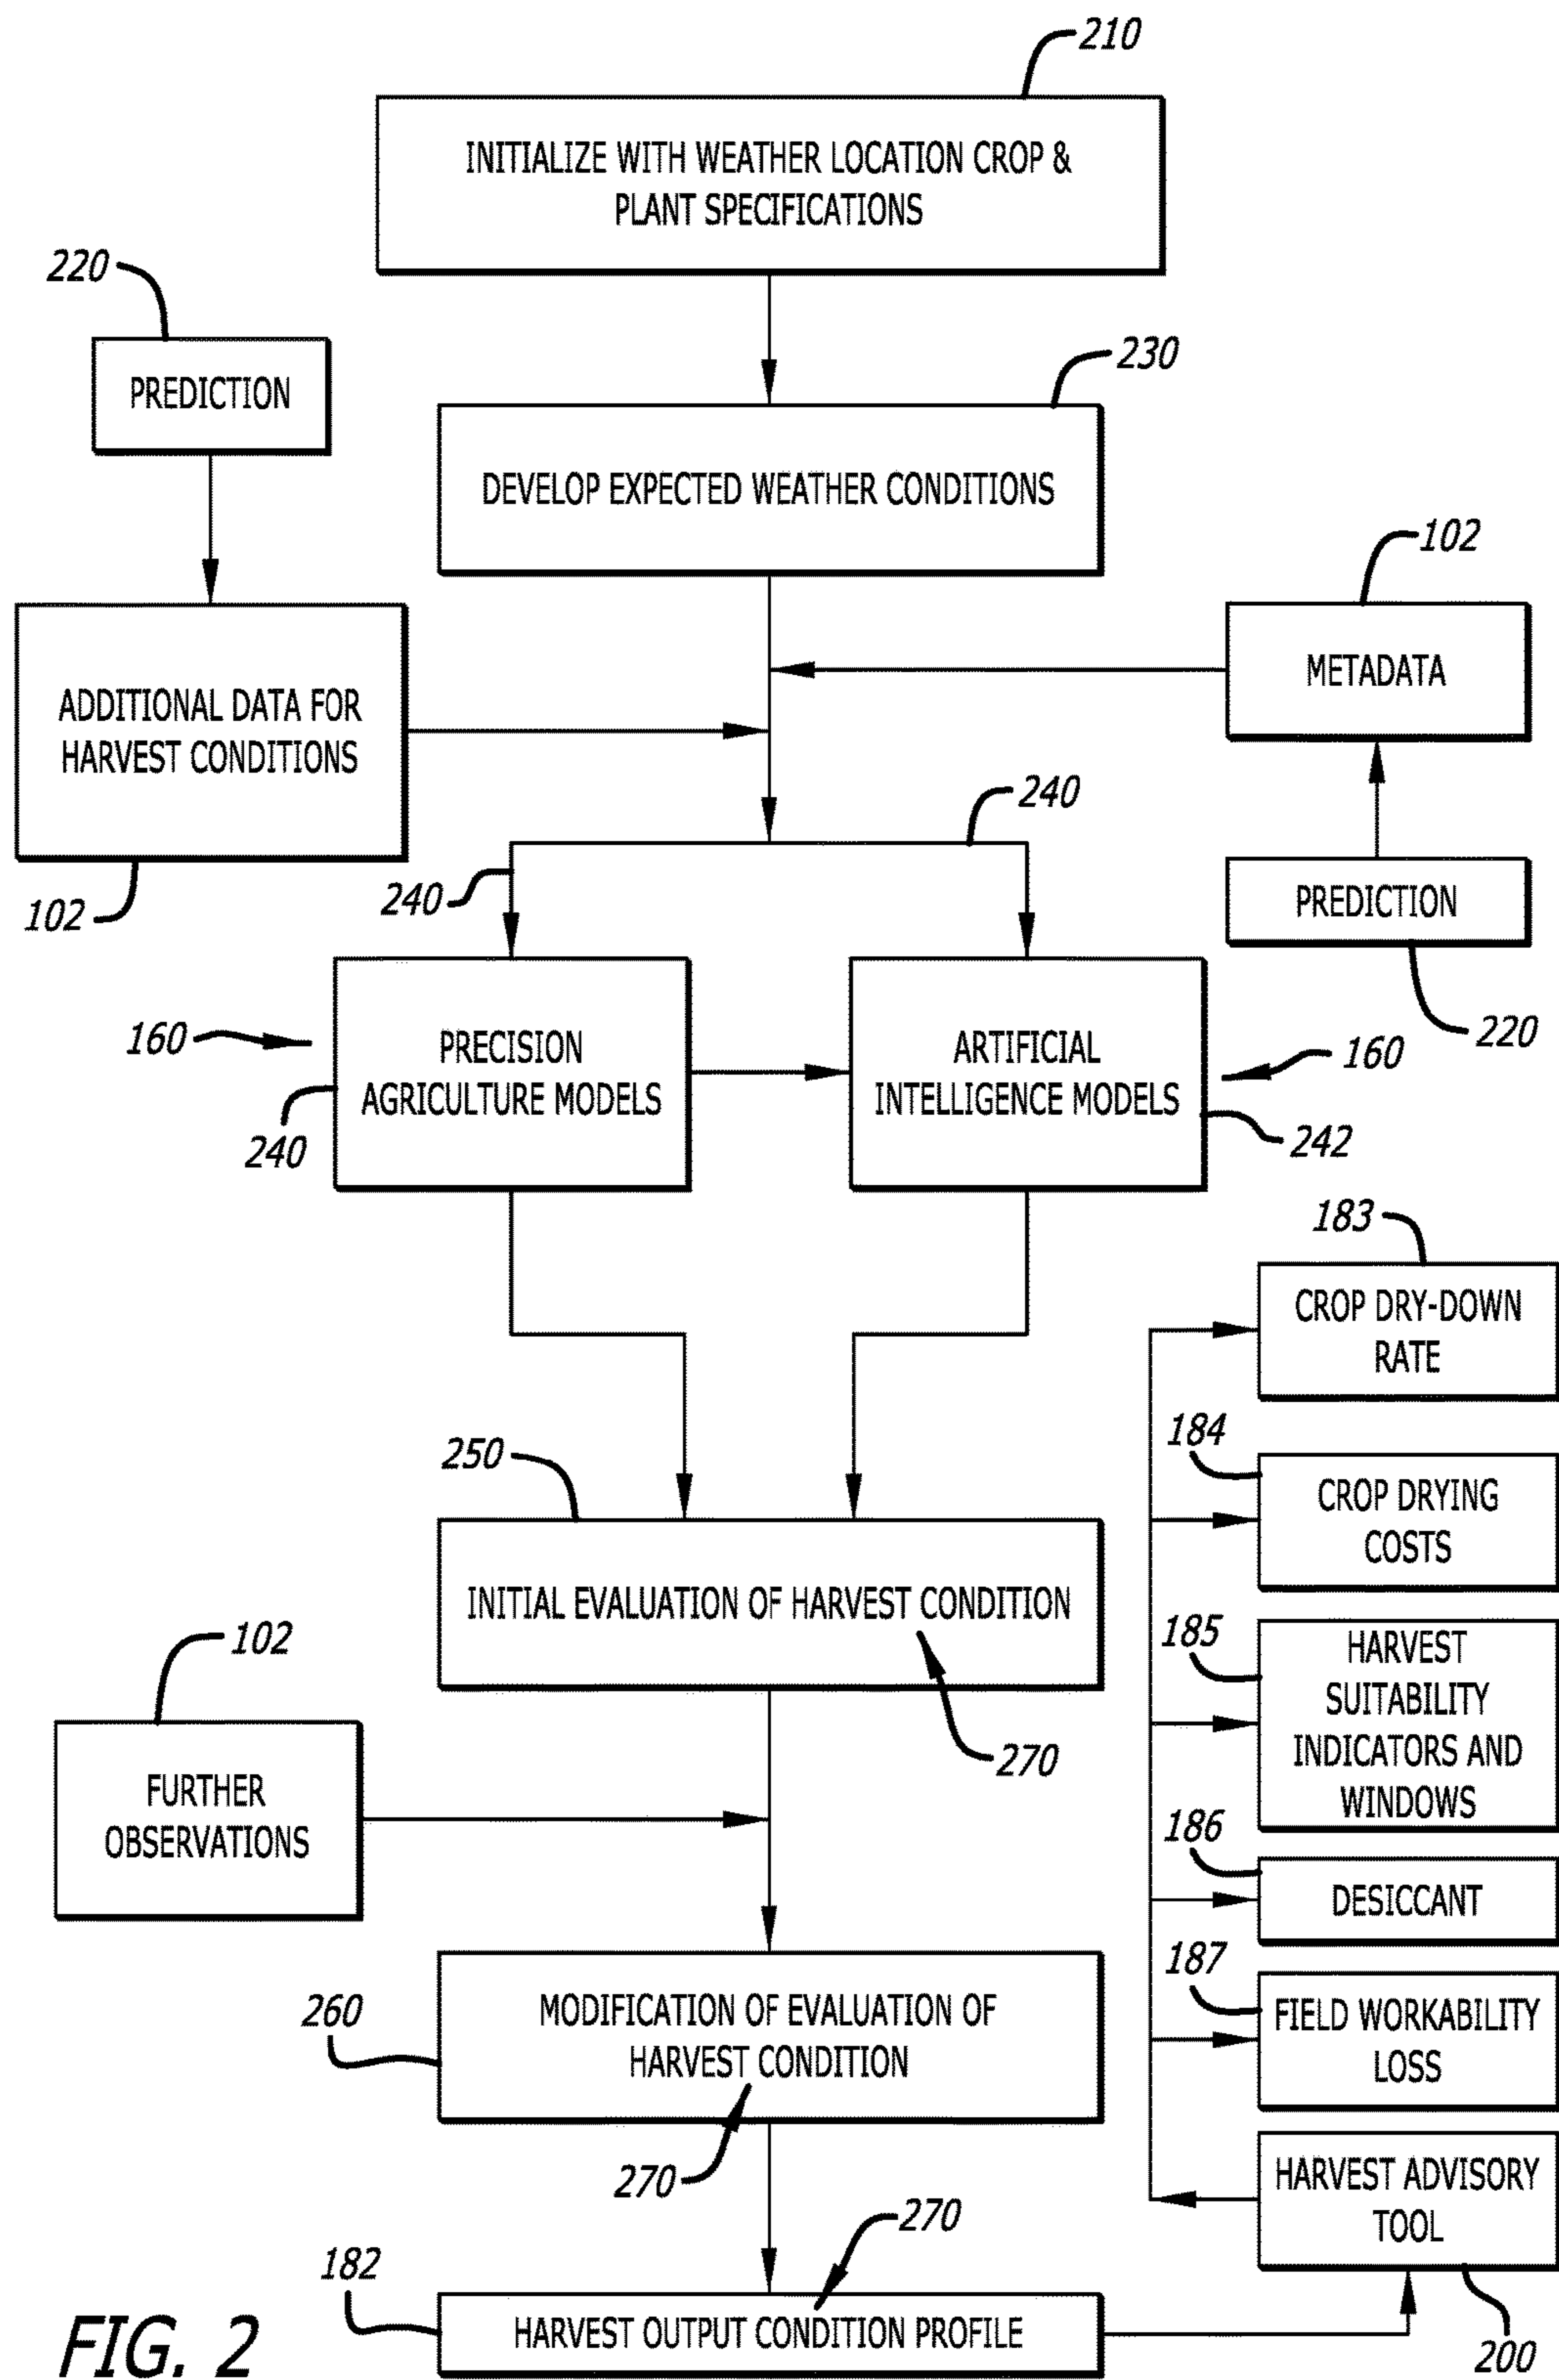 210
INITIALIZE WITH WEATHER LOCATION CROP &
PLANT SPECIFICATIONS
220
PREDICTION
230
DEVELOP EXPECTED WEATHER CONDITIONS
102
METADATA
ADDITIONAL DATA FOR
HARVEST CONDITIONS
102
240
240
PREDICTION
220
160
PRECISION
AGRICULTURE MODELS
240
ARTIFICIAL
INTELLIGENCE MODELS
160
242
183
CROP DRY-DOWN
RATE
184
CROP DRYING
COSTS
250
INITIAL EVALUATION OF HARVEST CONDITION
270
185
HARVEST
SUITABILITY
INDICATORS AND
WINDOWS
102
FURTHER
OBSERVATIONS
186
DESICCANT
187
FIELD WORKABILITY
LOSS
260
MODIFICATION OF EVALUATION OF
HARVEST CONDITION
270
HARVEST ADVISORY
TOOL
200
270
182
HARVEST OUTPUT CONDITION PROFILE
FIG. 2